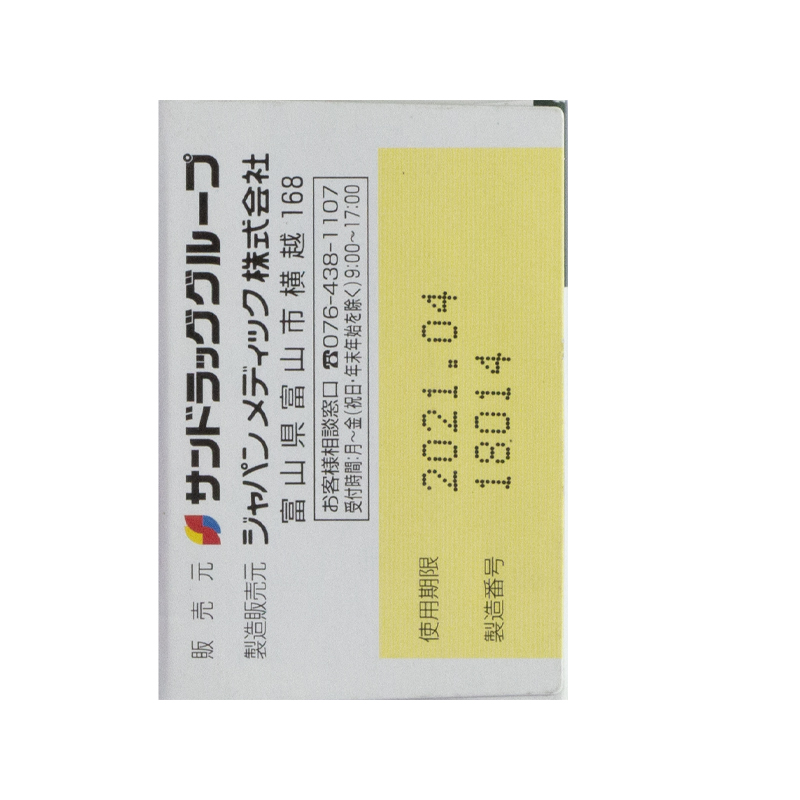 販売元 サンドラッググループ
製造販売元 ジャパンメディック株式会社
富山県富山市横越168
お客様相談窓口 ☎076-438-1107
受付時間:月~金(祝日・年末年始を除く)9:00~17:00
使用期限 2021.04
製造番号 18014